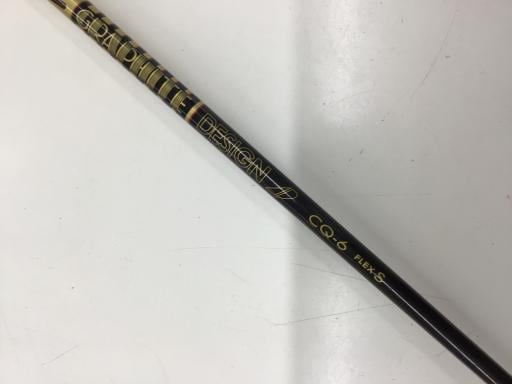 GRAPHITE DESIGN CQ-6 FLEX-S